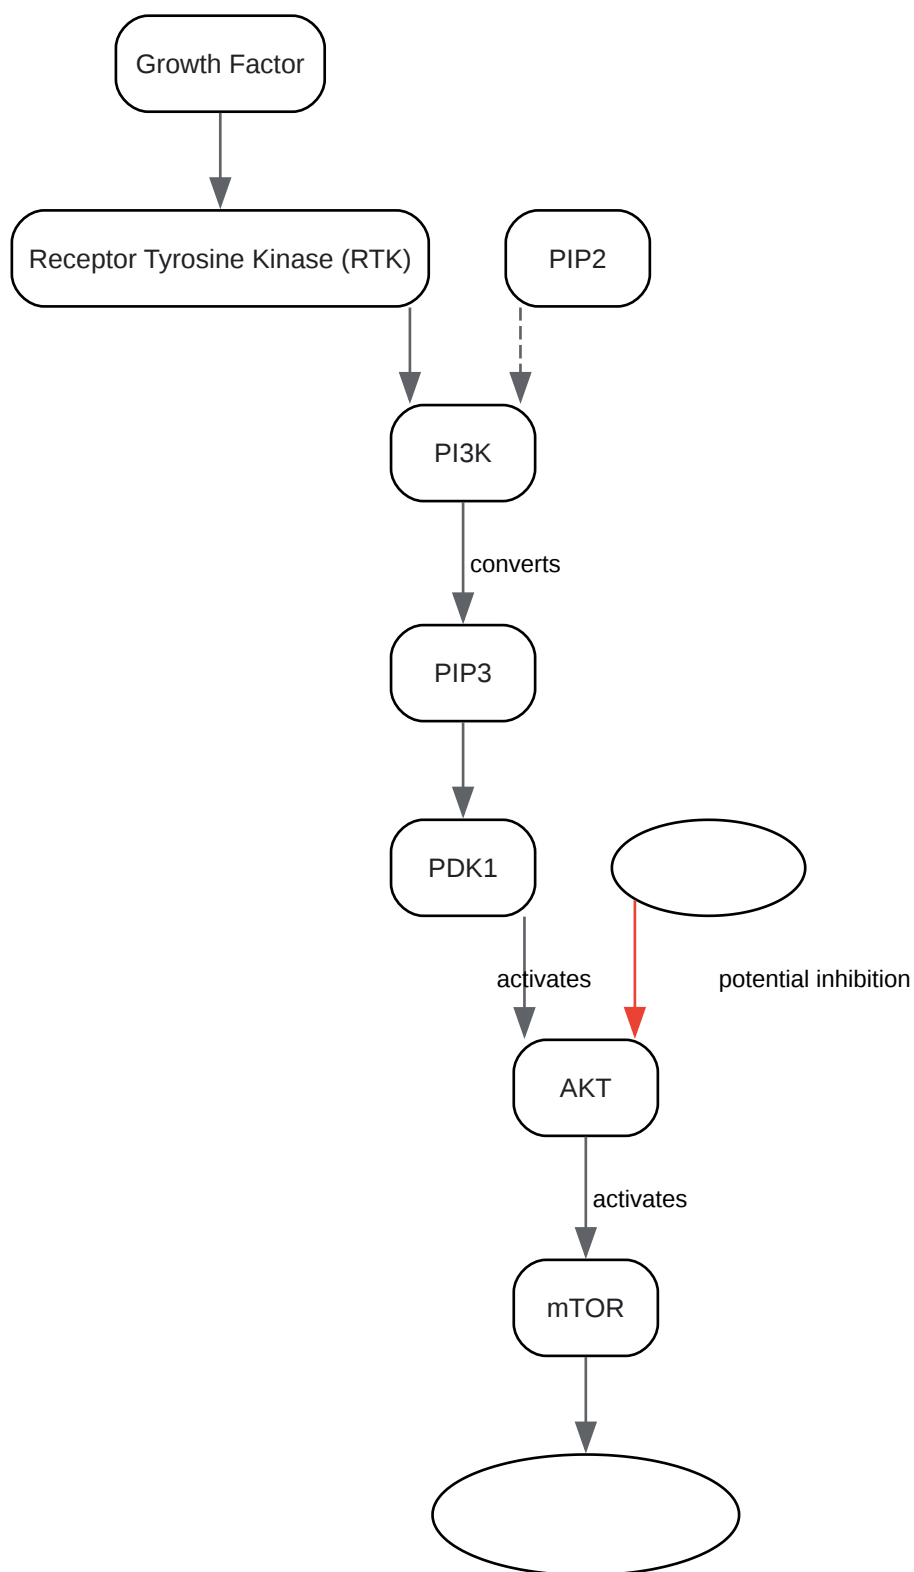 Growth Factor
Receptor Tyrosine Kinase (RTK)
PIP2
PI3K
converts
PIP3
PDK1
activates
potential inhibition
AKT
activates
mTOR